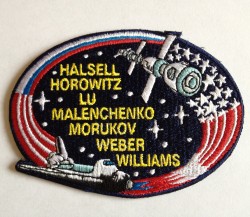 HALSELL
HOROWITZ
LU
MALENCHENKO
MORUKOV
WEBER
WILLIAMS